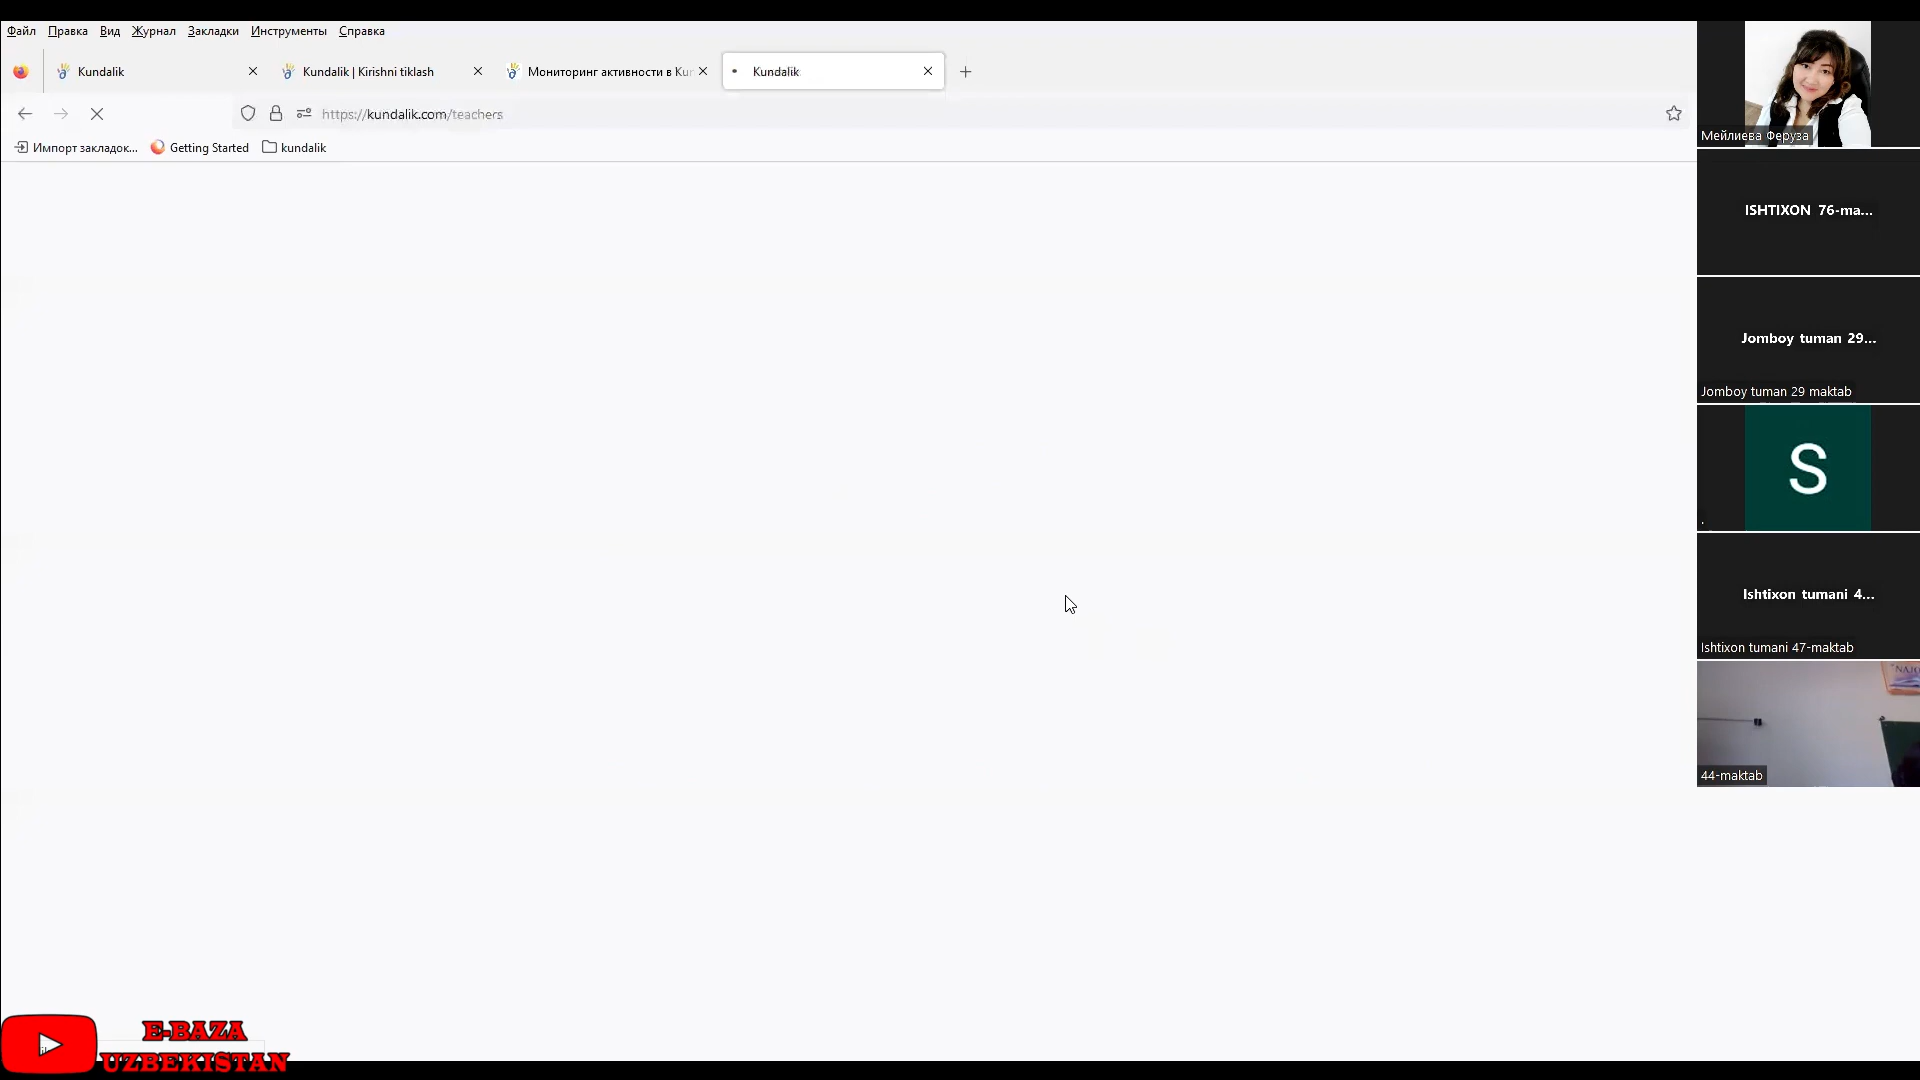 Файл Правка Вид Журнал Закладки Инструменты Справка
Kundalik
Kundalik | Kirishni tiklash
Мониторинг активности в Kun
Kundalik
https://kundalik.com/teachers
Импорт закладок...
Getting Started
kundalik
Мейлиева Феруза
ISHTIXON 76-ma...
Jomboy tuman 29...
Jomboy tuman 29 maktab
S
.
Ishtixon tumani 4...
Ishtixon tumani 47-maktab
44-maktab
E-BAZA
UZBEKISTAN